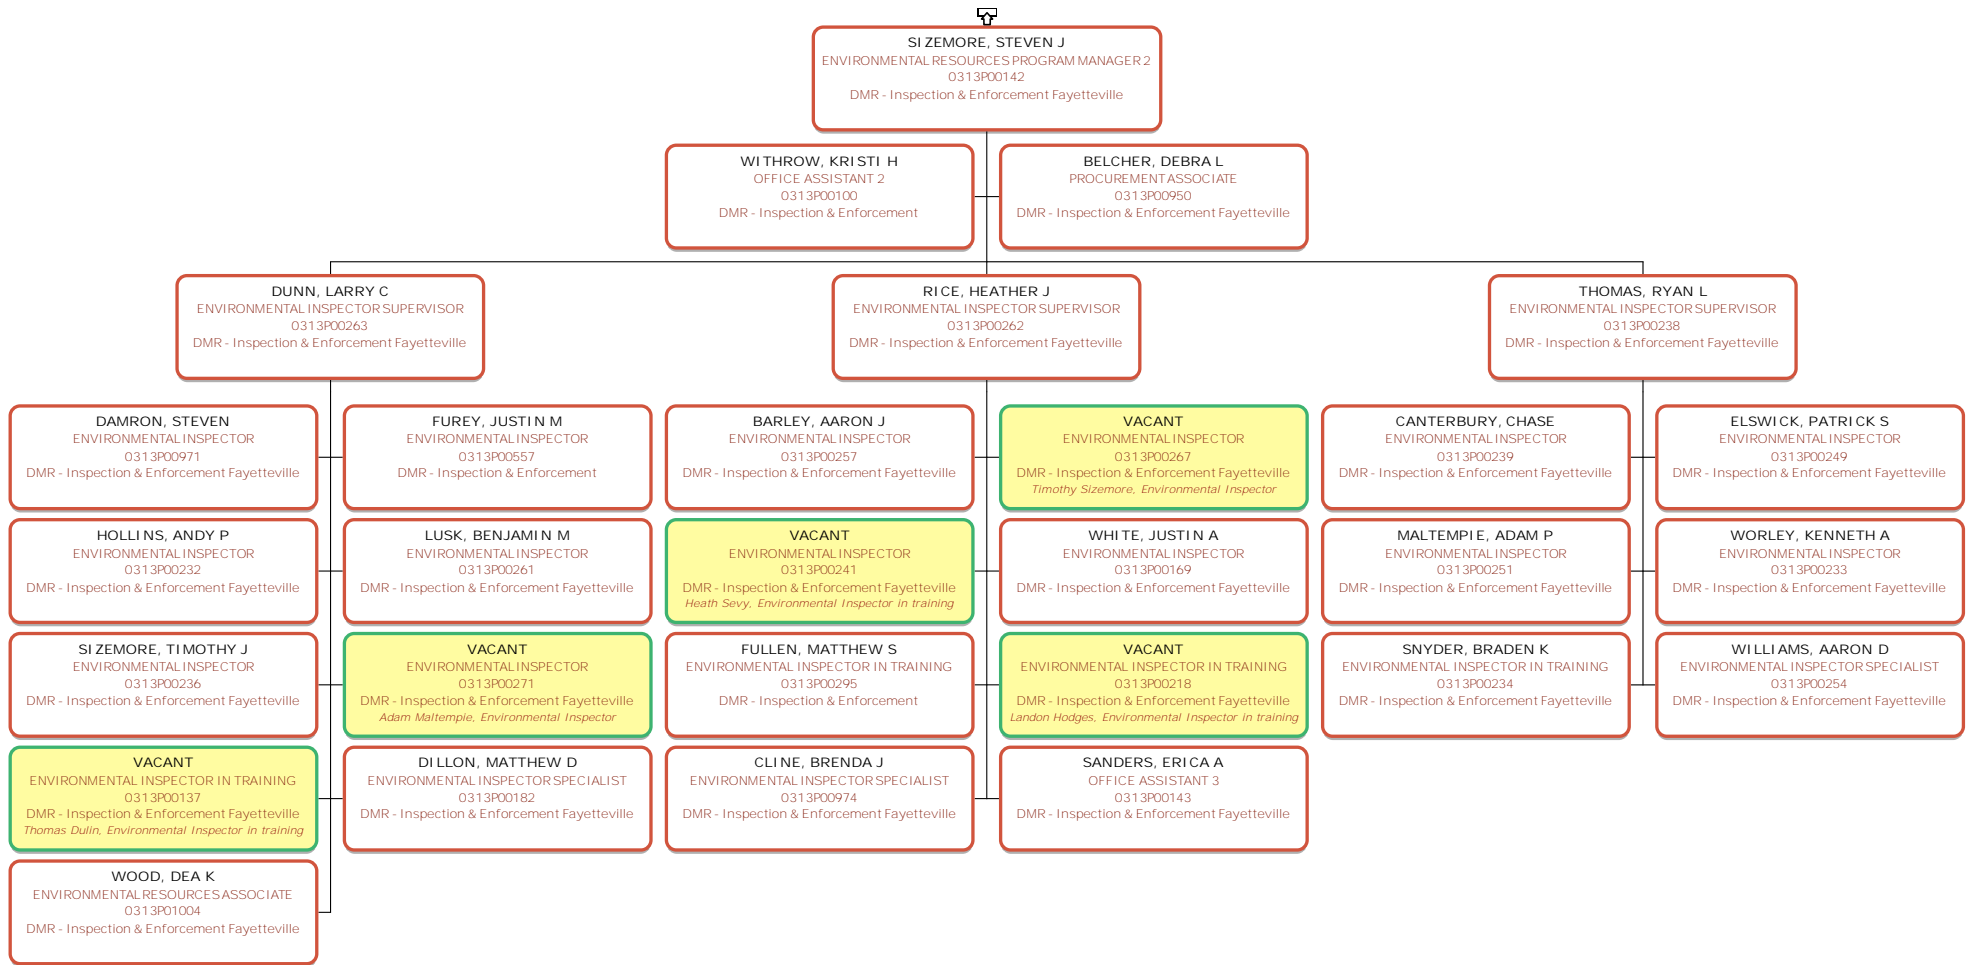 SIZEMORE, STEVEN J
ENVIRONMENTAL RESOURCES PROGRAM MANAGER 2
0313P00142
DMR - Inspection & Enforcement Fayetteville
WITHROW, KRISTI H
OFFICE ASSISTANT 2
0313P00100
DMR - Inspection & Enforcement
BELCHER, DEBRA L
PROCUREMENT ASSOCIATE
0313P00950
DMR - Inspection & Enforcement Fayetteville
DUNN, LARRY C
ENVIRONMENTAL INSPECTOR SUPERVISOR
0313P00263
DMR - Inspection & Enforcement Fayetteville
RICE, HEATHER J
ENVIRONMENTAL INSPECTOR SUPERVISOR
0313P00262
DMR - Inspection & Enforcement Fayetteville
THOMAS, RYAN L
ENVIRONMENTAL INSPECTOR SUPERVISOR
0313P00238
DMR - Inspection & Enforcement Fayetteville
DAMRON, STEVEN
ENVIRONMENTAL INSPECTOR
0313P00971
DMR - Inspection & Enforcement Fayetteville
FUREY, JUSTIN M
ENVIRONMENTAL INSPECTOR
0313P00557
DMR - Inspection & Enforcement
BARLEY, AARON J
ENVIRONMENTAL INSPECTOR
0313P00257
DMR - Inspection & Enforcement Fayetteville
VACANT
ENVIRONMENTAL INSPECTOR
0313P00267
DMR - Inspection & Enforcement Fayetteville
Timothy Sizemore, Environmental Inspector
CANTERBURY, CHASE
ENVIRONMENTAL INSPECTOR
0313P00239
DMR - Inspection & Enforcement Fayetteville
ELSWICK, PATRICK S
ENVIRONMENTAL INSPECTOR
0313P00249
DMR - Inspection & Enforcement Fayetteville
HOLLINS, ANDY P
ENVIRONMENTAL INSPECTOR
0313P00232
DMR - Inspection & Enforcement Fayetteville
LUSK, BENJAMIN M
ENVIRONMENTAL INSPECTOR
0313P00261
DMR - Inspection & Enforcement Fayetteville
VACANT
ENVIRONMENTAL INSPECTOR
0313P00241
DMR - Inspection & Enforcement Fayetteville
Heath Sevy, Environmental Inspector in training
WHITE, JUSTIN A
ENVIRONMENTAL INSPECTOR
0313P00169
DMR - Inspection & Enforcement Fayetteville
MALTEMPIE, ADAM P
ENVIRONMENTAL INSPECTOR
0313P00251
DMR - Inspection & Enforcement Fayetteville
WORLEY, KENNETH A
ENVIRONMENTAL INSPECTOR
0313P00233
DMR - Inspection & Enforcement Fayetteville
SIZEMORE, TIMOTHY J
ENVIRONMENTAL INSPECTOR
0313P00236
DMR - Inspection & Enforcement Fayetteville
VACANT
ENVIRONMENTAL INSPECTOR
0313P00271
DMR - Inspection & Enforcement Fayetteville
Adam Maltempie, Environmental Inspector
FULLEN, MATTHEW S
ENVIRONMENTAL INSPECTOR IN TRAINING
0313P00295
DMR - Inspection & Enforcement
VACANT
ENVIRONMENTAL INSPECTOR IN TRAINING
0313P00218
DMR - Inspection & Enforcement Fayetteville
Landon Hodges, Environmental Inspector in training
SNYDER, BRADEN K
ENVIRONMENTAL INSPECTOR IN TRAINING
0313P00234
DMR - Inspection & Enforcement Fayetteville
WILLIAMS, AARON D
ENVIRONMENTAL INSPECTOR SPECIALIST
0313P00254
DMR - Inspection & Enforcement Fayetteville
VACANT
ENVIRONMENTAL INSPECTOR IN TRAINING
0313P00137
DMR - Inspection & Enforcement Fayetteville
Thomas Dulin, Environmental Inspector in training
DILLON, MATTHEW D
ENVIRONMENTAL INSPECTOR SPECIALIST
0313P00182
DMR - Inspection & Enforcement Fayetteville
CLINE, BRENDA J
ENVIRONMENTAL INSPECTOR SPECIALIST
0313P00974
DMR - Inspection & Enforcement Fayetteville
SANDERS, ERICA A
OFFICE ASSISTANT 3
0313P00143
DMR - Inspection & Enforcement Fayetteville
WOOD, DEA K
ENVIRONMENTAL RESOURCES ASSOCIATE
0313P01004
DMR - Inspection & Enforcement Fayetteville